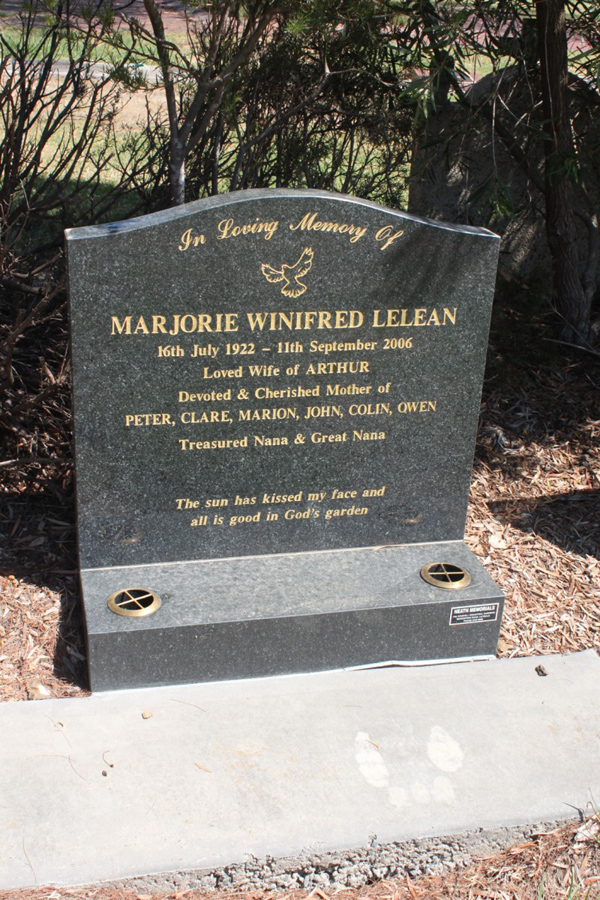 In Loving Memory Of
MARJORIE WINIFRED LELEAN
16th July 1922 – 11th September 2006
Loved Wife of ARTHUR
Devoted & Cherished Mother of
PETER, CLARE, MARION, JOHN, COLIN, OWEN
Treasured Nana & Great Nana
The sun has kissed my face and
all is good in God's garden
HEATH MEMORIALS